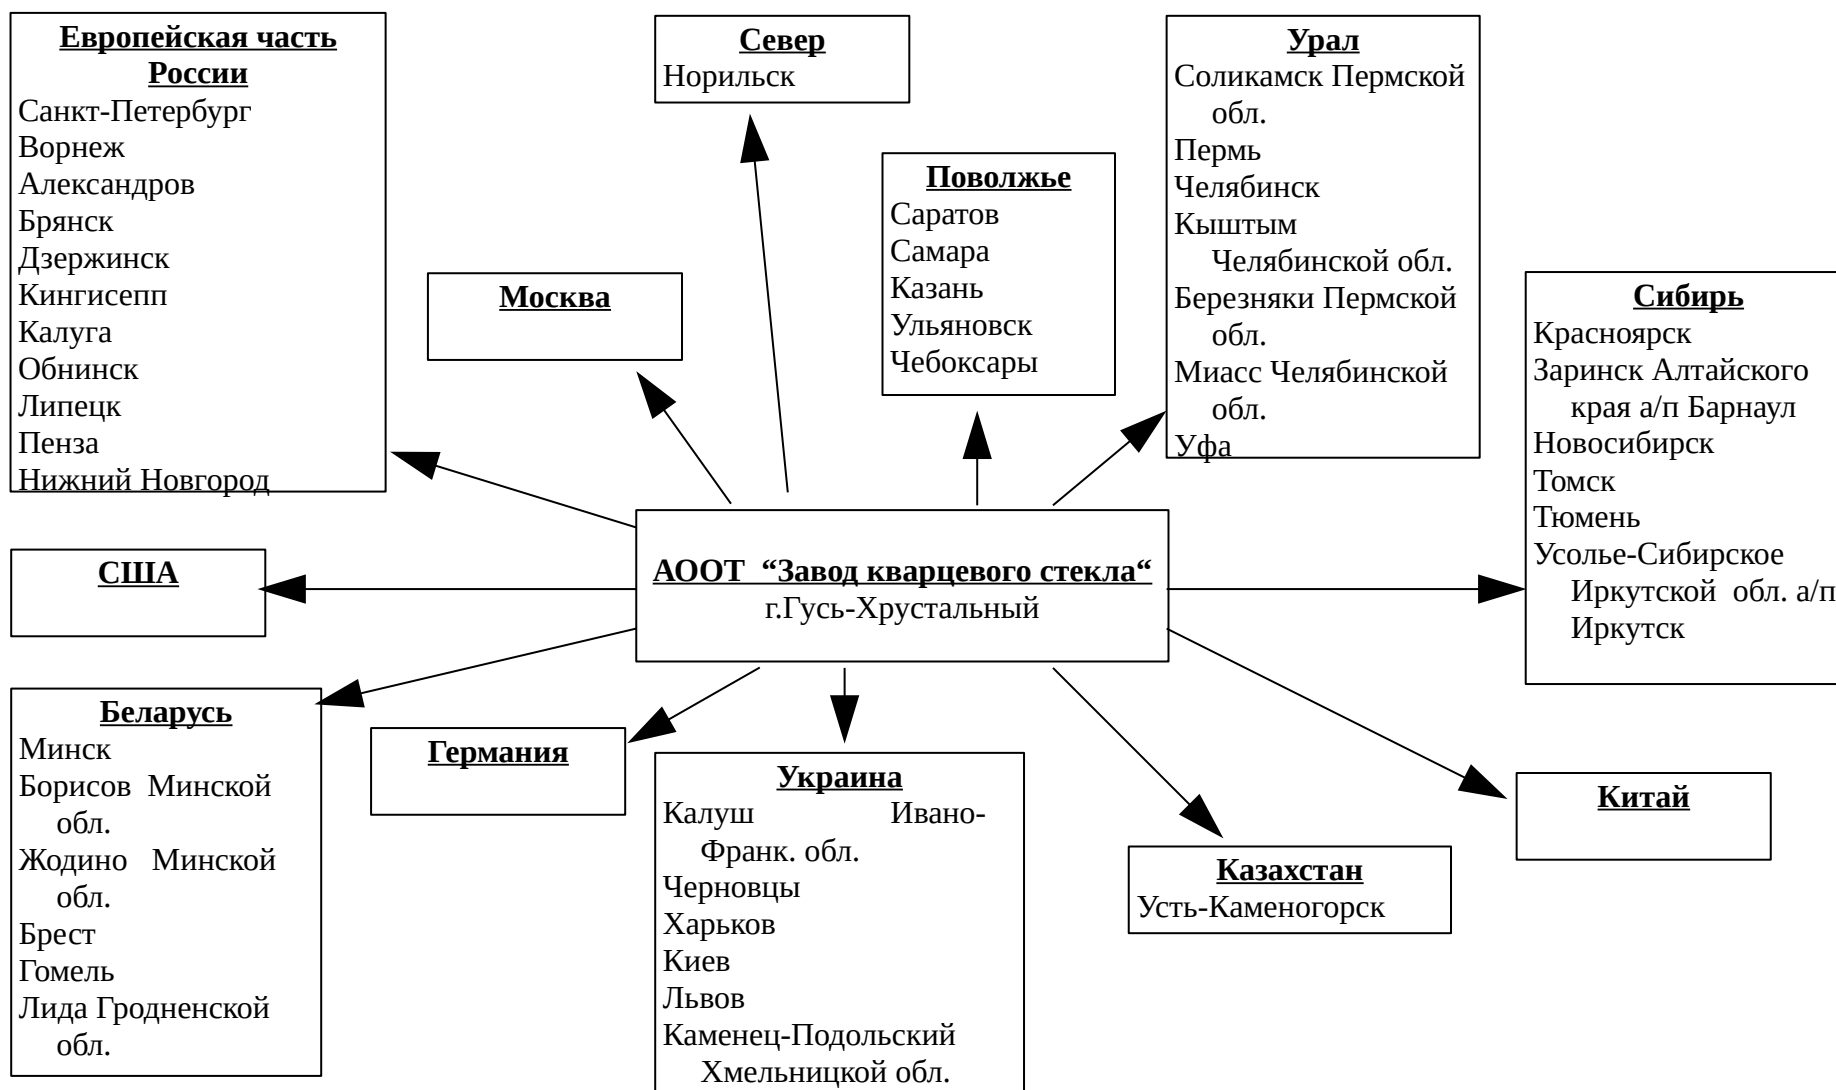 Европейская часть
России
Санкт-Петербург
Ворнеж
Александров
Брянск
Дзержинск
Кингисепп
Калуга
Обнинск
Липецк
Пенза
Нижний Новгород
Север
Норильск
Урал
Соликамск Пермской
обл.
Пермь
Челябинск
Кыштым
Челябинской обл.
Березняки Пермской
обл.
Миасс Челябинской
обл.
Уфа
Поволжье
Саратов
Самара
Казань
Ульяновск
Чебоксары
Москва
Сибирь
Красноярск
Заринск Алтайского
края а/п Барнаул
Новосибирск
Томск
Тюмень
Усолье-Сибирское
Иркутской обл. а/п
Иркутск
США
АООТ “Завод кварцевого стекла“
г.Гусь-Хрустальный
Беларусь
Минск
Борисов Минской
обл.
Жодино Минской
обл.
Брест
Гомель
Лида Гродненской
обл.
Германия
Украина
Калуш Ивано-
Франк. обл.
Черновцы
Харьков
Киев
Львов
Каменец-Подольский
Хмельницкой обл.
Казахстан
Усть-Каменогорск
Китай